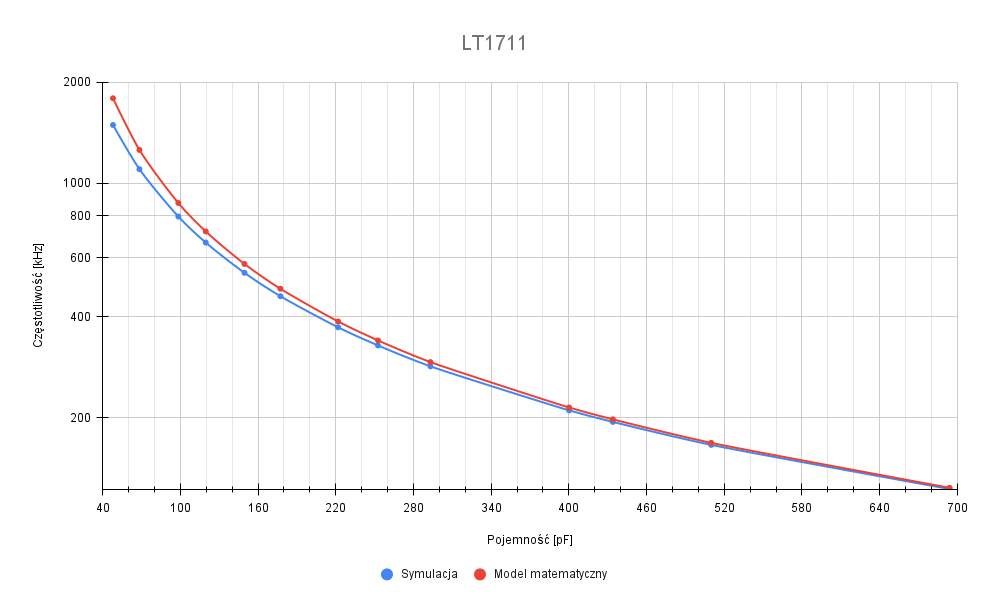 LT1711
2000
1000
800
600
400
200
Częstotliwość [kHz]
40 100 160 220 280 340 400 460 520 580 640 700
Pojemność [pF]
Symulacja Model matematyczny